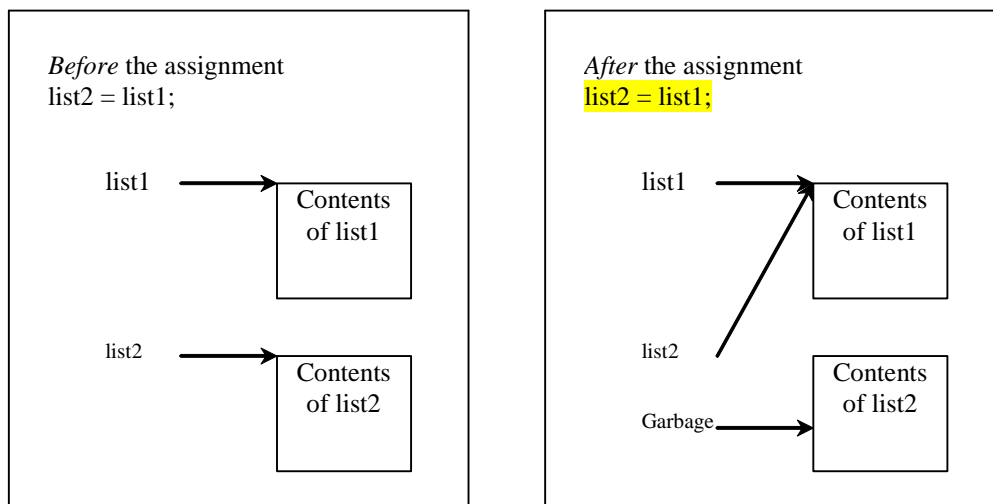 Before the assignment
list2 = list1;
list1
Contents
of list1
list2
Contents
of list2
After the assignment
list2 = list1;
list1
Contents
of list1
list2
Contents
of list2
Garbage